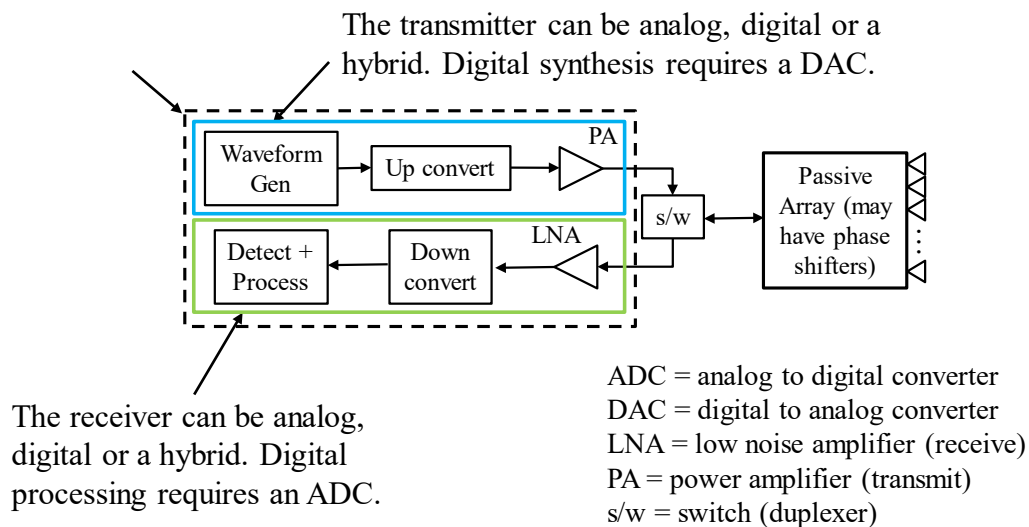 The transmitter can be analog, digital or a
hybrid. Digital synthesis requires a DAC.
PA
Waveform
Gen
Up convert
s/w
Passive
Array (may
have phase
shifters)
LNA
Detect +
Process
Down
convert
The receiver can be analog,
digital or a hybrid. Digital
processing requires an ADC.
ADC = analog to digital converter
DAC = digital to analog converter
LNA = low noise amplifier (receive)
PA = power amplifier (transmit)
s/w = switch (duplexer)